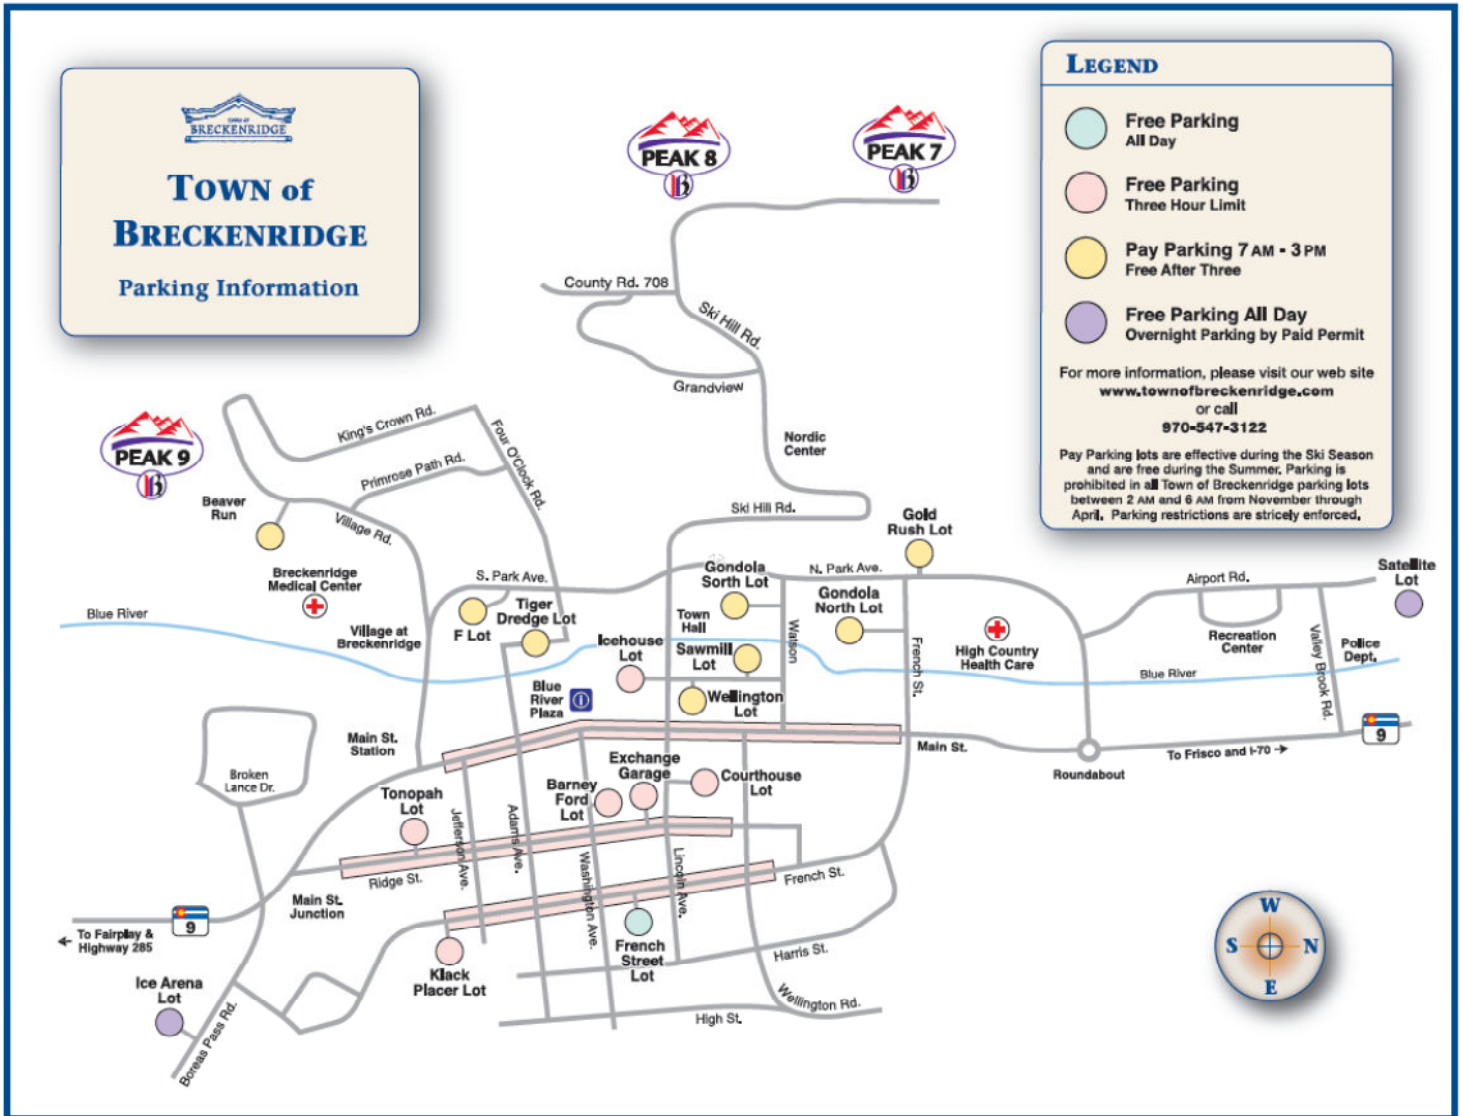 TOWN of
BRECKENRIDGE
TOWN of
BRECKENRIDGE
Parking Information
LEGEND
Free Parking
All Day
Free Parking
Three Hour Limit
Pay Parking 7 AM - 3 PM
Free After Three
Free Parking All Day
Overnight Parking by Paid Permit
For more information, please visit our web site
www.townofbreckenridge.com
or call
970-547-3122
Pay Parking lots are effective during the Ski Season
and are free during the Summer. Parking is
prohibited in all Town of Breckenridge parking lots
between 2 AM and 6 AM from November through
April. Parking restrictions are stricely enforced.
PEAK 8
PEAK 7
County Rd. 708
Ski Hill Rd.
Grandview
PEAK 9
King's Crown Rd.
Four O'Clock Rd.
Primrose Path Rd.
Nordic
Center
Beaver
Run
Village Rd.
Ski Hill Rd.
Gold
Rush Lot
Breckenridge
Medical Center
S. Park Ave.
Gondola
Sorth Lot
N. Park Ave.
Gondola
North Lot
Airport Rd.
Satellite
Lot
Blue River
Village at
Breckenridge
F Lot
Tiger
Dredge Lot
Icehouse
Lot
Town
Hall
Sawmill
Lot
Watson
French St.
High Country
Health Care
Recreation
Center
Valley Brook Rd.
Police
Dept.
Blue River
Blue
River
Plaza
i
Wellington
Lot
Main St.
Station
Main St.
Roundabout
To Frisco and I-70 →
9
Broken
Lance Dr.
Tonopah
Lot
Jefferson Ave.
Adams Ave.
Barney
Ford
Lot
Exchange
Garage
Courthouse
Lot
Ridge St.
Washington Ave.
Lincoln Ave.
French St.
Main St.
Junction
9
To Fairplay &
Highway 285
Klack
Placer Lot
French
Street
Lot
Harris St.
Wellington Rd.
High St.
Ice Arena
Lot
Boreas Pass Rd.
W
S
N
E